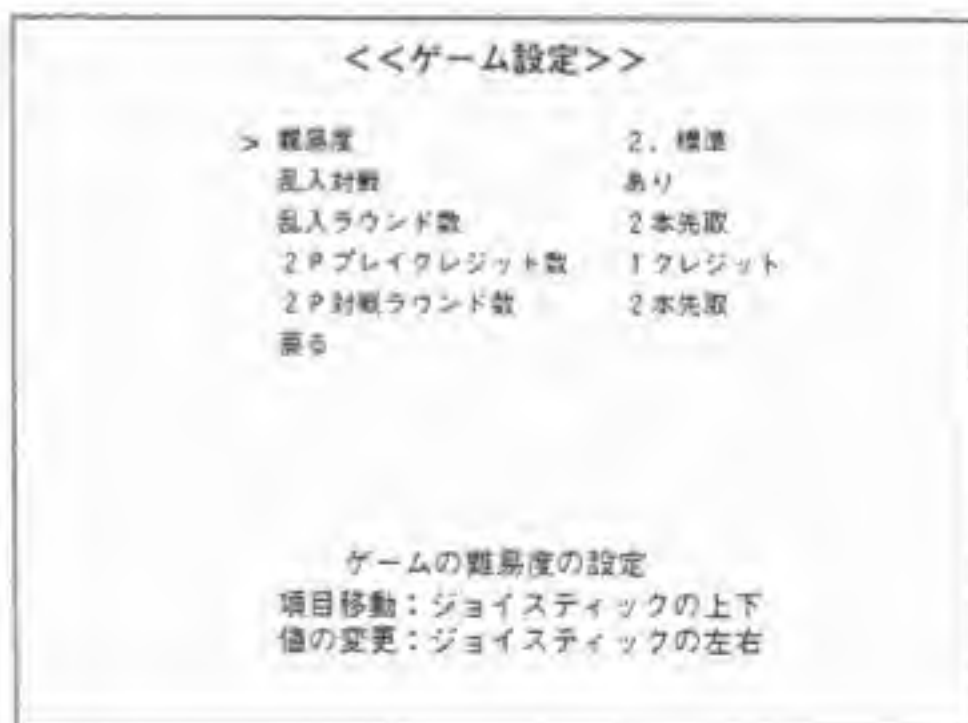 <<ゲーム設定>>
> 難易度 2. 標準
乱入対戦 あり
乱入ラウンド数 2本先取
2Pプレイクレジット数 1クレジット
2P対戦ラウンド数 2本先取
戻る
ゲームの難易度の設定
項目移動:ジョイスティックの上下
値の変更:ジョイスティックの左右